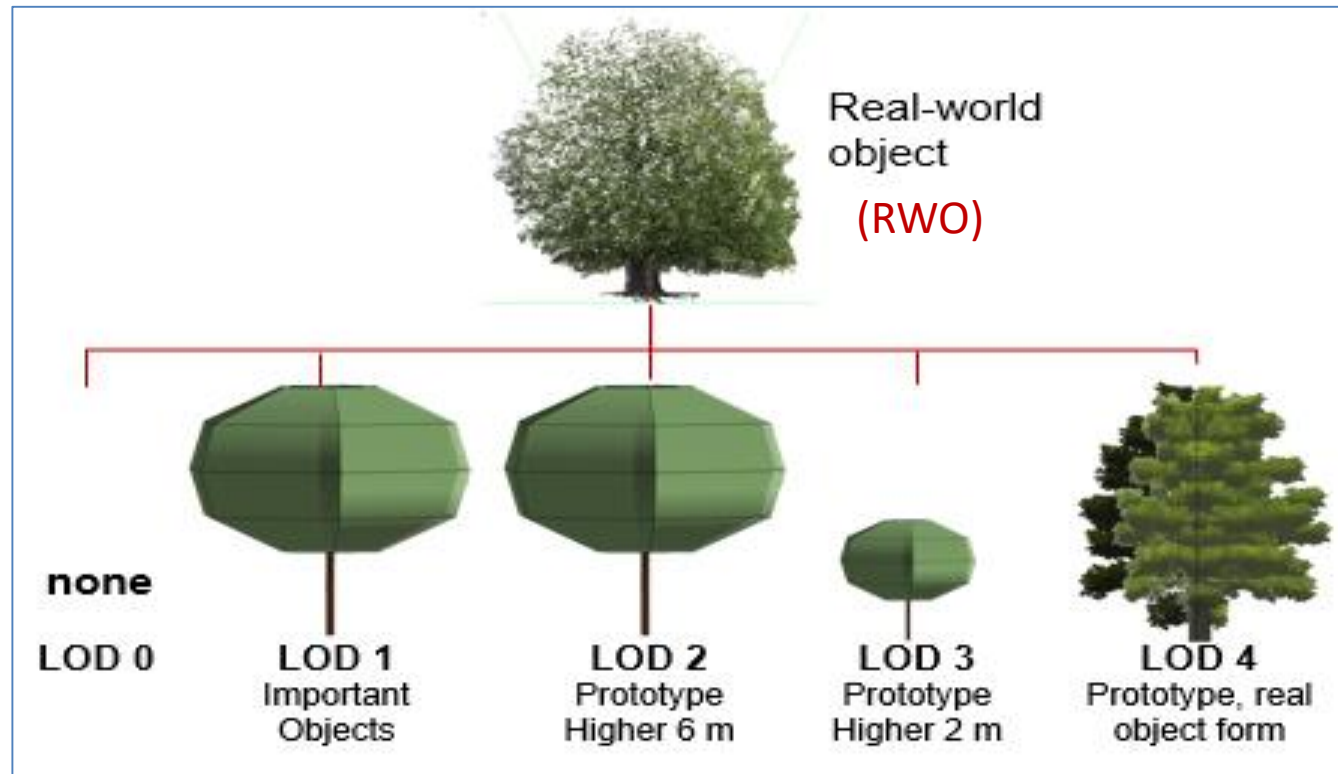 Real-world
object
(RWO)
none
LOD 0
LOD 1
Important
Objects
LOD 2
Prototype
Higher 6 m
LOD 3
Prototype
Higher 2 m
LOD 4
Prototype, real
object form